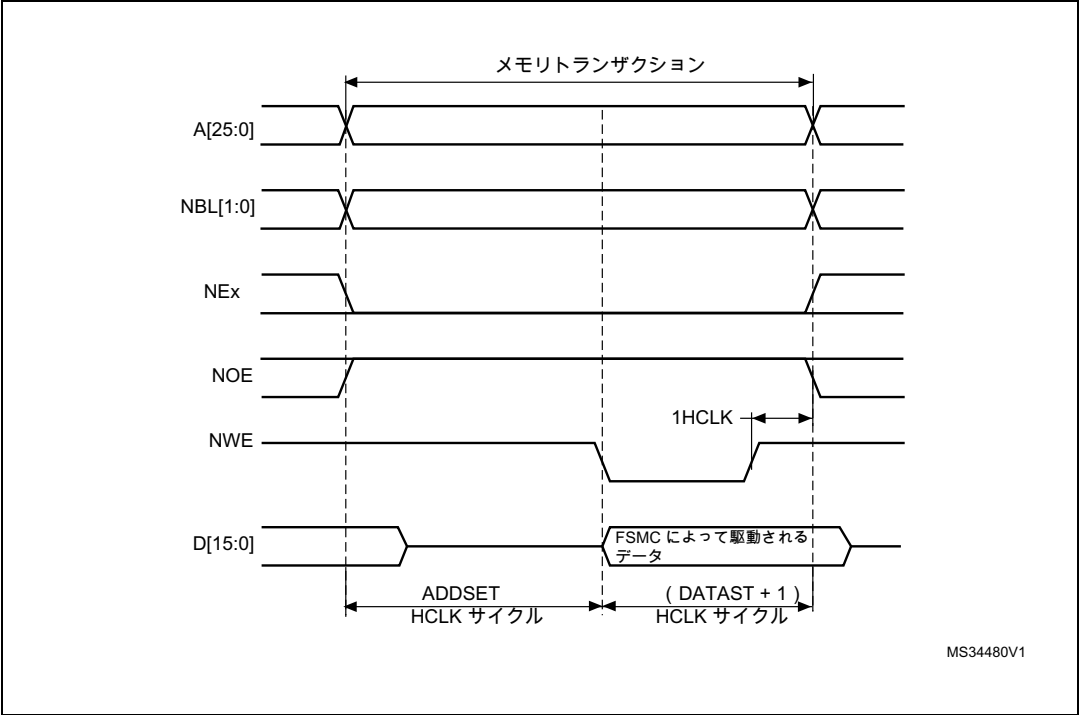 メモリトランザクション
A[25:0]
NBL[1:0]
NEx
NOE
1HCLK
NWE
D[15:0]
FSMC によって駆動される
データ
ADDSET
HCLK サイクル
( DATAST + 1 )
HCLK サイクル
MS34480V1